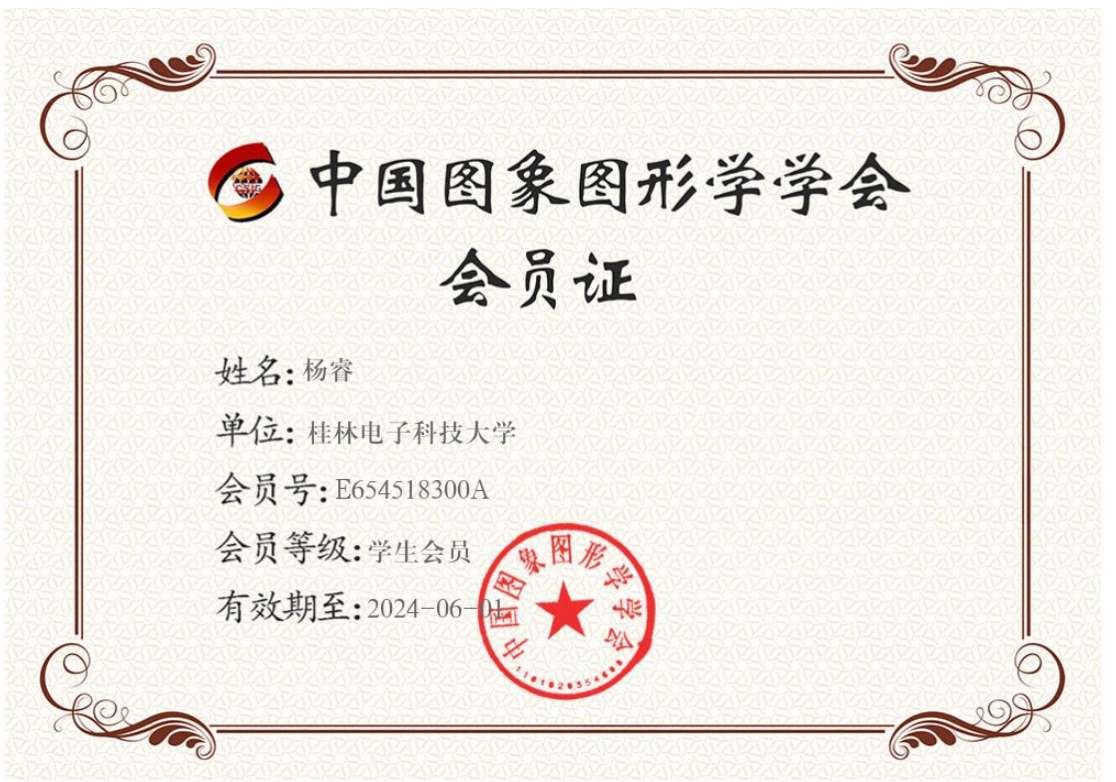 中国图象图形学学会
会员证
姓名:杨睿
单位:桂林电子科技大学
会员号:E654518300A
会员等级:学生会员
有效期至:2024-06-01
中国图象图形学学会